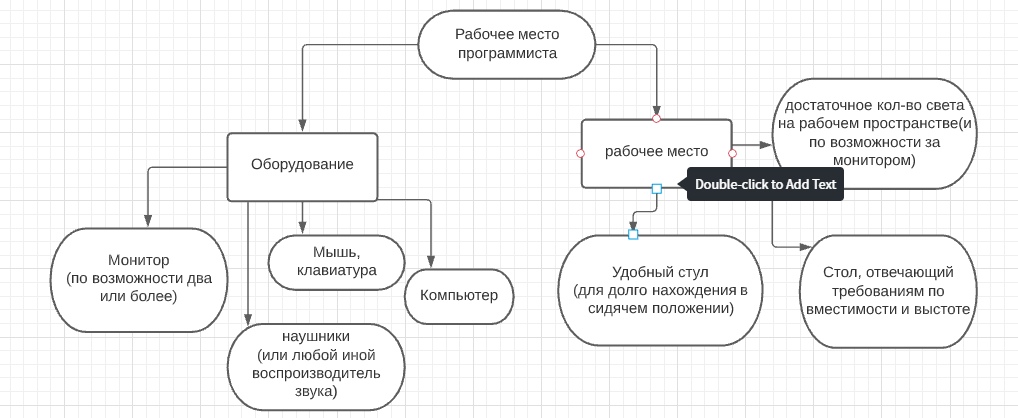 Рабочее место
программиста
достаточное кол-во света
на рабочем пространстве(и
по возможности за
монитором)
рабочее место
Оборудование
Double-click to Add Text
Мышь,
клавиатура
Монитор
(по возможности два
или более)
Компьютер
Удобный стул
(для долго нахождения в
сидячем положении)
Стол, отвечающий
требованиям по
вместимости и выстоте
наушники
(или любой иной
воспроизводитель
звука)